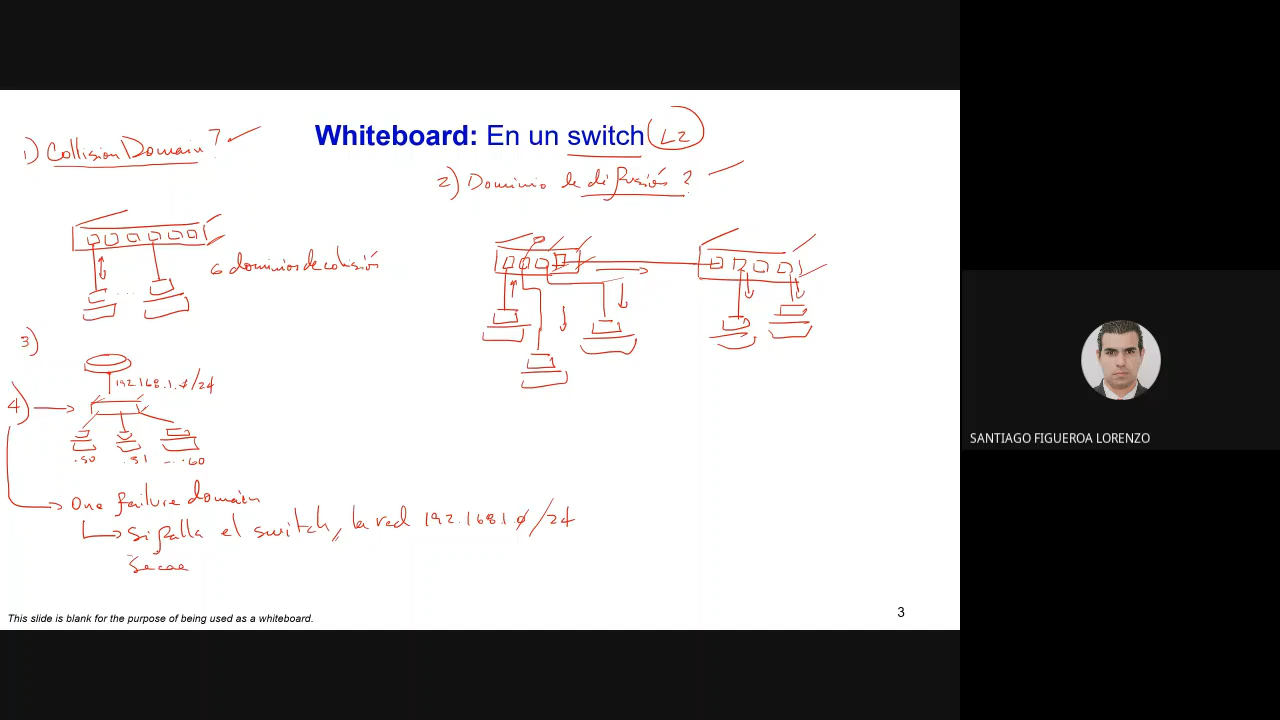 Whiteboard: En un switch (L2)
1) Collision Domain?
2) Dominio de difusión?
6 dominios de colisión
3)
192.168.1.0/24
4)
.50 .51 ... .60
One failure domain
Si falla el switch, la red 192.168.1.0/24
Se cae
This slide is blank for the purpose of being used as a whiteboard.
3
SANTIAGO FIGUEROA LORENZO